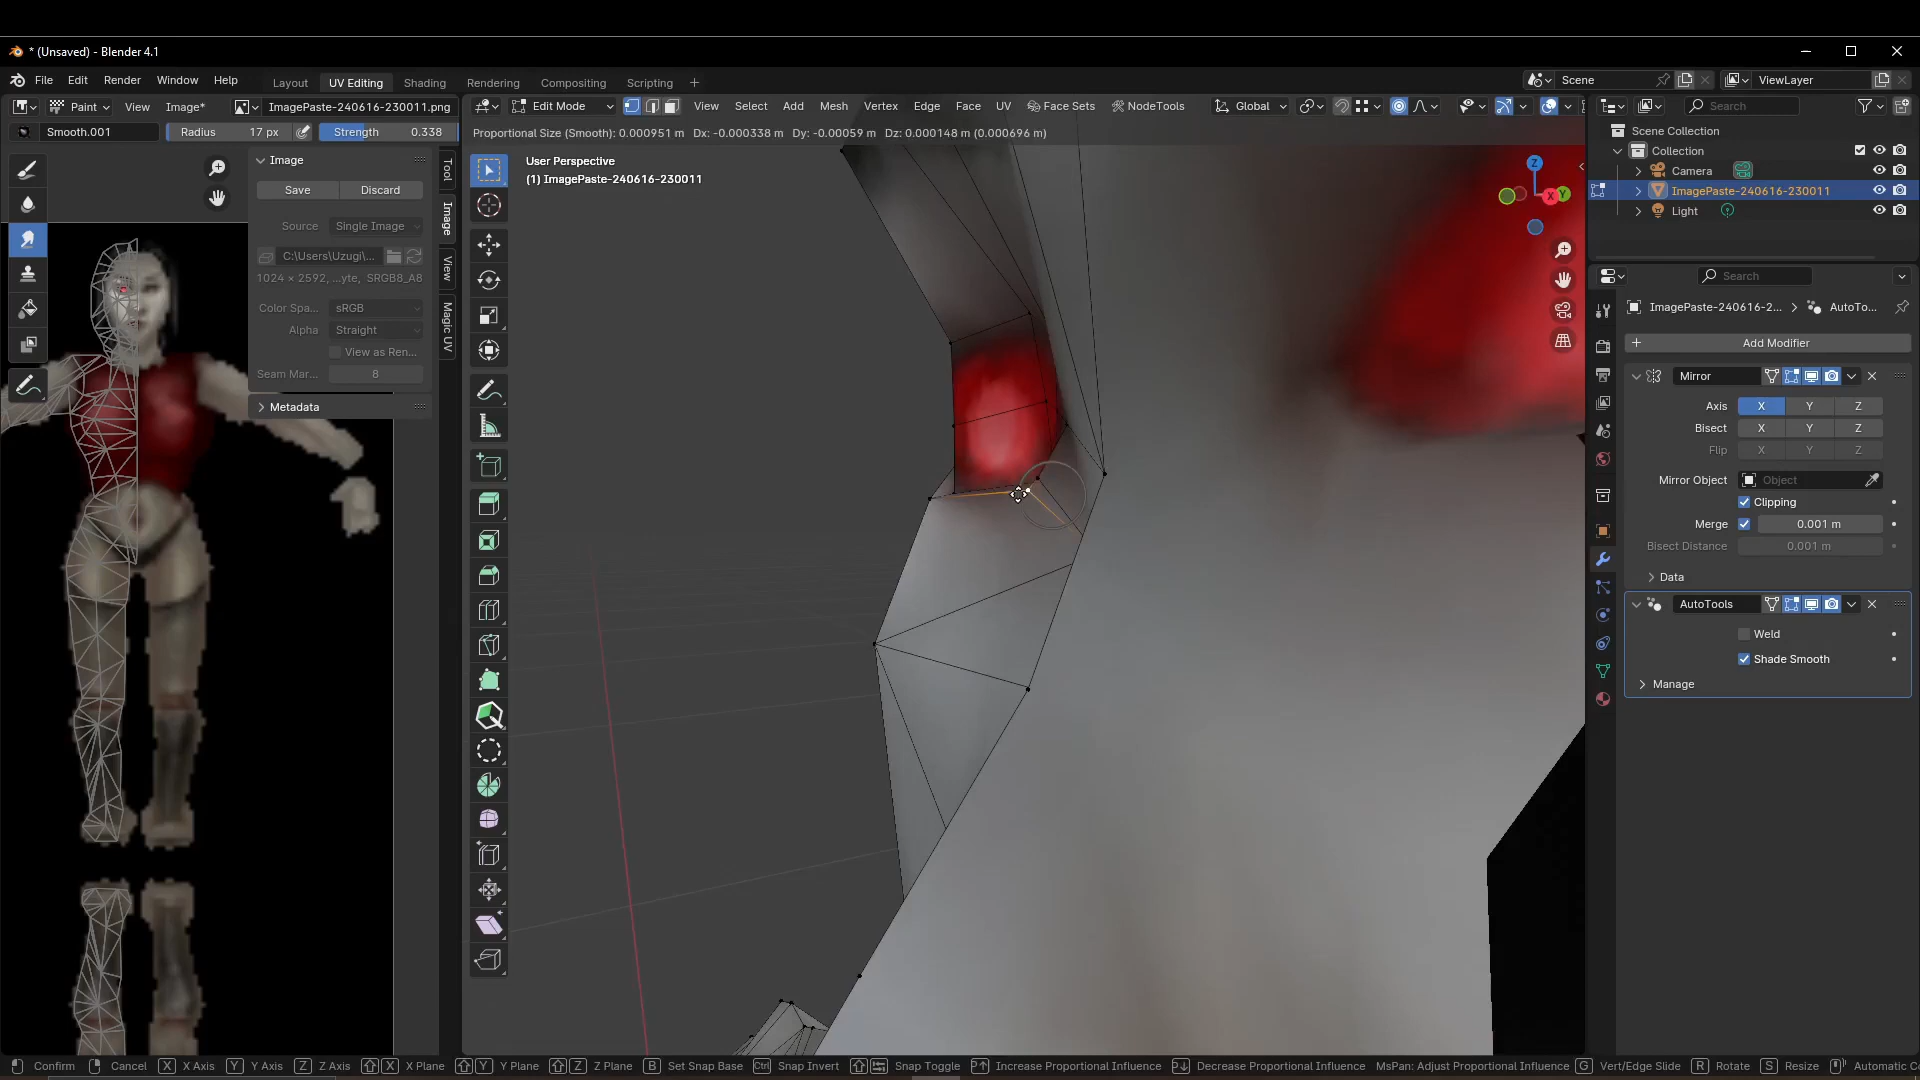 * (Unsaved) - Blender 4.1
File Edit Render Window Help
Layout UV Editing Shading Rendering Compositing Scripting +
Scene
ViewLayer
Paint View Image* ImagePaste-240616-230011.png
Edit Mode View Select Add Mesh Vertex Edge Face UV Face Sets NodeTools Global
Search
Smooth.001 Radius 17 px Strength 0.338
Proportional Size (Smooth): 0.000951 m Dx: -0.000338 m Dy: -0.00059 m Dz: 0.000148 m (0.000696 m)
Scene Collection
Collection
Camera
ImagePaste-240616-230011
Light
User Perspective
(1) ImagePaste-240616-230011
Z
X
Y
Image
Save Discard
Source Single Image
C:\Users\Uzugi\...
1024 × 2592, ...yte, SRGB8_A8
Color Spa... sRGB
Alpha Straight
View as Ren...
Seam Mar... 8
Metadata
Tool
Image
View
Magic UV
Search
ImagePaste-240616-2... > AutoTo...
+ Add Modifier
Mirror
Axis X Y Z
Bisect X Y Z
Flip X Y Z
Mirror Object Object
Clipping
Merge 0.001 m
Bisect Distance 0.001 m
Data
AutoTools
Weld
Shade Smooth
Manage
Confirm Cancel X X Axis Y Y Axis Z Z Axis X X Plane Y Y Plane Z Z Plane B Set Snap Base Ctrl Snap Invert Snap Toggle Increase Proportional Influence Decrease Proportional Influence MsPan: Adjust Proportional Influence G Vert/Edge Slide R Rotate S Resize Automatic C